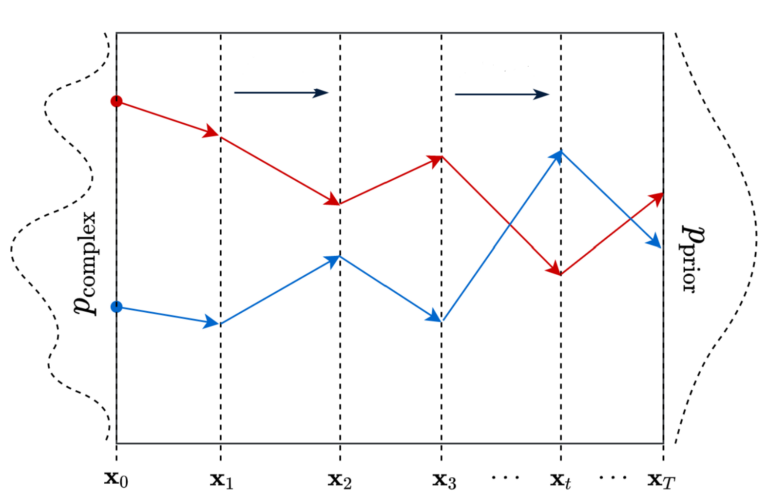 p_complex
p_prior
x_0 x_1 x_2 x_3 ⋯ x_t ⋯ x_T